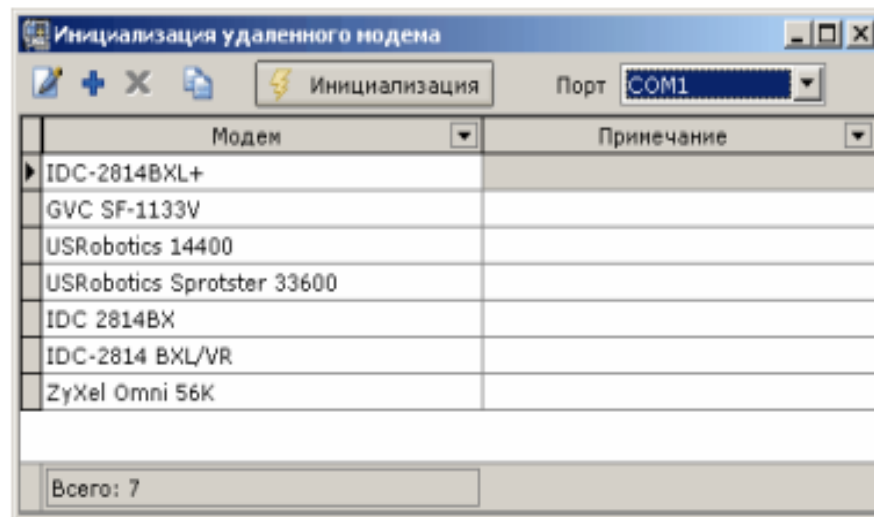 Инициализация удаленного модема
Инициализация Порт COM1
Модем Примечание
IDC-2814BXL+
GVC SF-1133V
USRobotics 14400
USRobotics Sprotster 33600
IDC 2814BX
IDC-2814 BXL/VR
ZyXel Omni 56K
Всего: 7